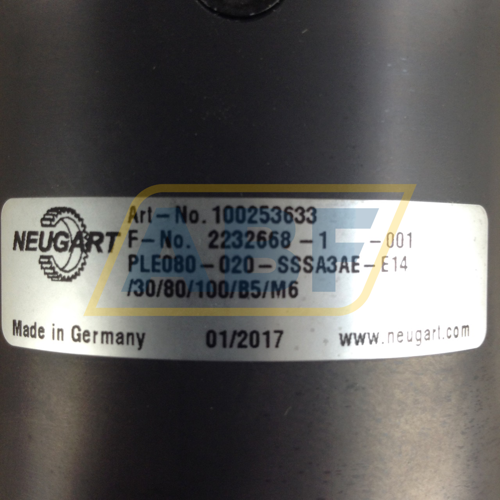 NEUGART
Art-No. 100253633
F-No. 2232668-1 -001
PLE080-020-SSSA3AE-E14
/30/80/100/B5/M6
Made in Germany 01/2017 www.neugart.com
ABF